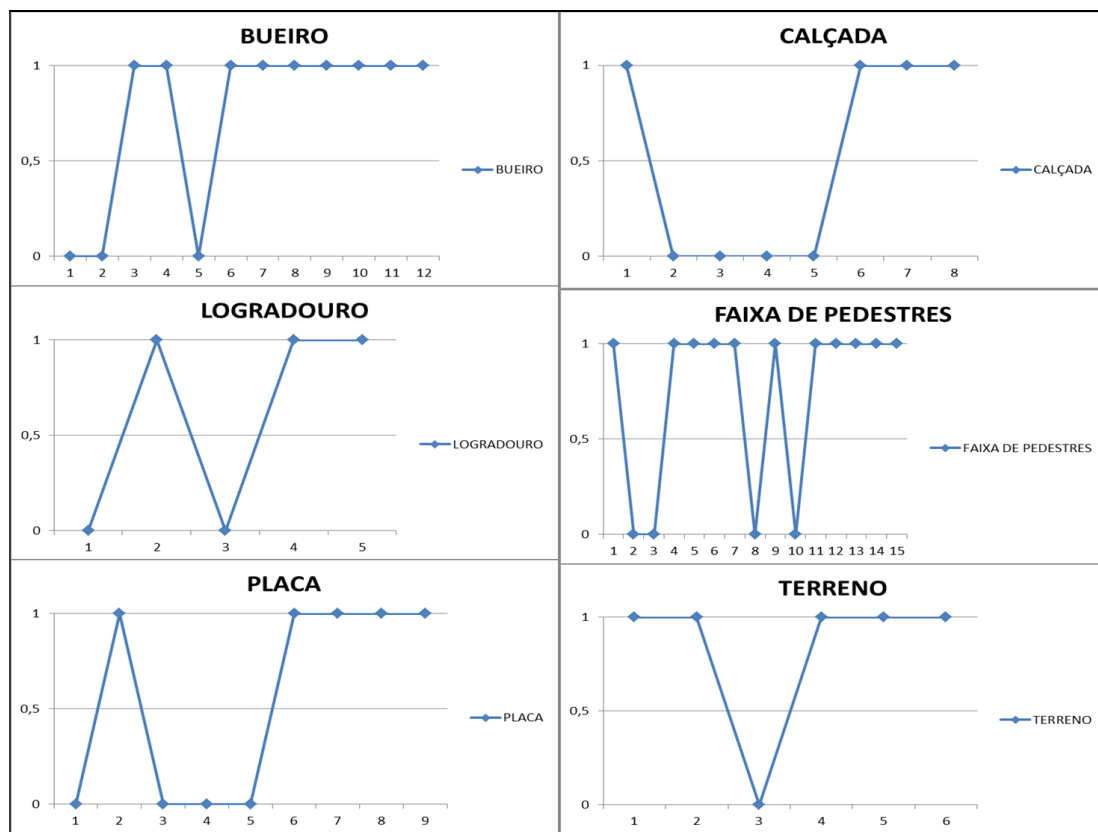 BUEIRO
1
0,5
0
1 2 3 4 5 6 7 8 9 10 11 12
BUEIRO
CALÇADA
1
0,5
0
1 2 3 4 5 6 7 8
CALÇADA
LOGRADOURO
1
0,5
0
1 2 3 4 5
LOGRADOURO
FAIXA DE PEDESTRES
1
0,5
0
1 2 3 4 5 6 7 8 9 10 11 12 13 14 15
FAIXA DE PEDESTRES
PLACA
1
0,5
0
1 2 3 4 5 6 7 8 9
PLACA
TERRENO
1
0,5
0
1 2 3 4 5 6
TERRENO